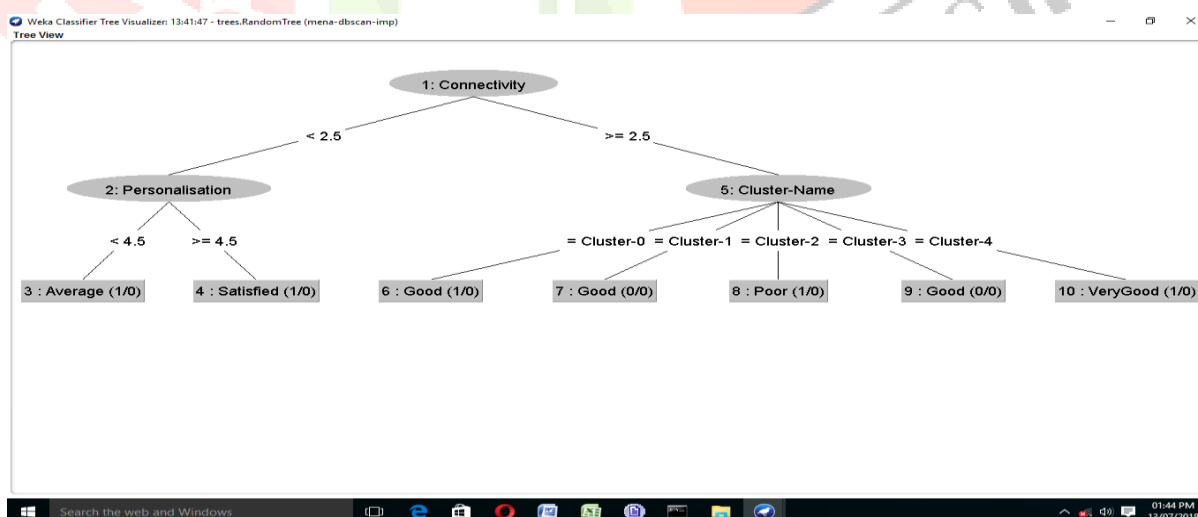 Weka Classifier Tree Visualizer: 13:41:47 - trees.RandomTree (mena-dbscan-imp)
Tree View
1: Connectivity
< 2.5 >= 2.5
2: Personalisation 5: Cluster-Name
< 4.5 >= 4.5 = Cluster-0 = Cluster-1 = Cluster-2 = Cluster-3 = Cluster-4
3 : Average (1/0) 4 : Satisfied (1/0) 6 : Good (1/0) 7 : Good (0/0) 8 : Poor (1/0) 9 : Good (0/0) 10 : VeryGood (1/0)
Search the web and Windows 01:44 PM